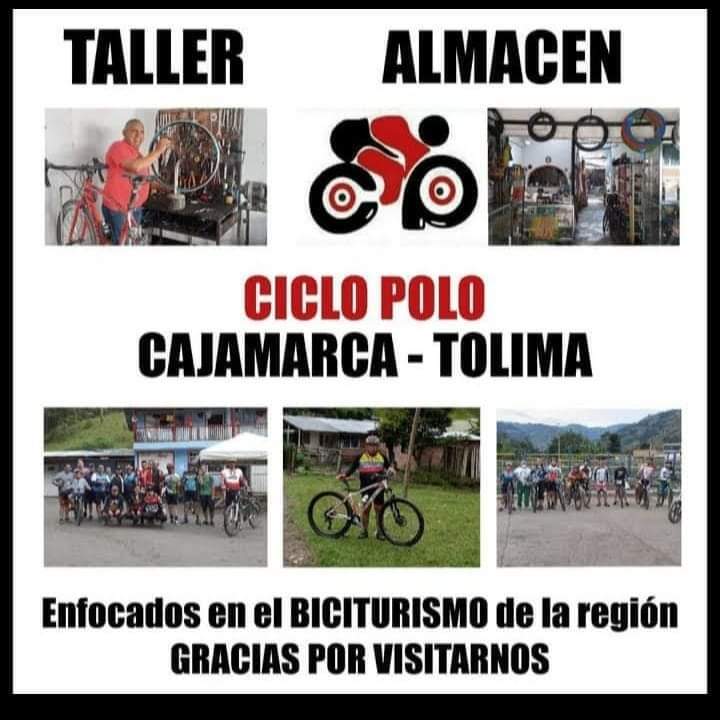 TALLER
ALMACEN
CICLO POLO
CAJAMARCA - TOLIMA
Enfocados en el BICITURISMO de la región
GRACIAS POR VISITARNOS